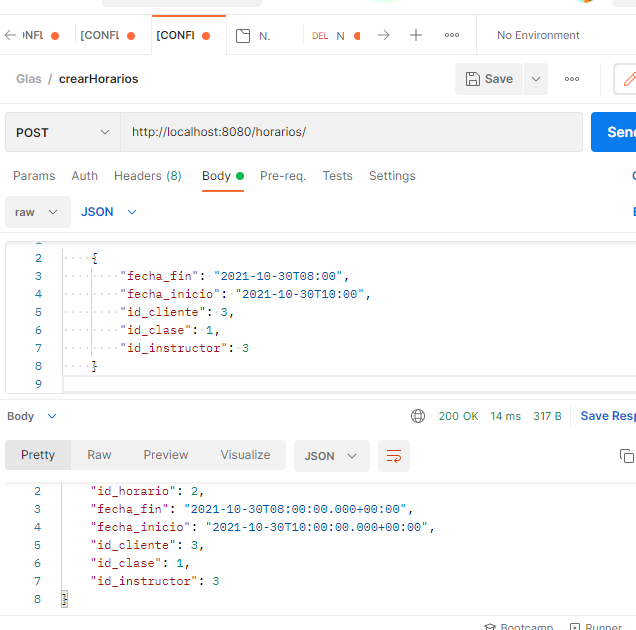 [CONFI
[CONFI
N.
DEL N
No Environment
Glas / crearHorarios
Save
POST
http://localhost:8080/horarios/
Params Auth Headers (8) Body Pre-req. Tests Settings
raw
JSON
2 {
3 "fecha_fin": "2021-10-30T08:00",
4 "fecha_inicio": "2021-10-30T10:00",
5 "id_cliente": 3,
6 "id_clase": 1,
7 "id_instructor": 3
8 }
9
Body
200 OK 14 ms 317 B Save Resp
Pretty Raw Preview Visualize JSON
2 "id_horario": 2,
3 "fecha_fin": "2021-10-30T08:00:00.000+00:00",
4 "fecha_inicio": "2021-10-30T10:00:00.000+00:00",
5 "id_cliente": 3,
6 "id_clase": 1,
7 "id_instructor": 3
8 }
Bootcamp Runner